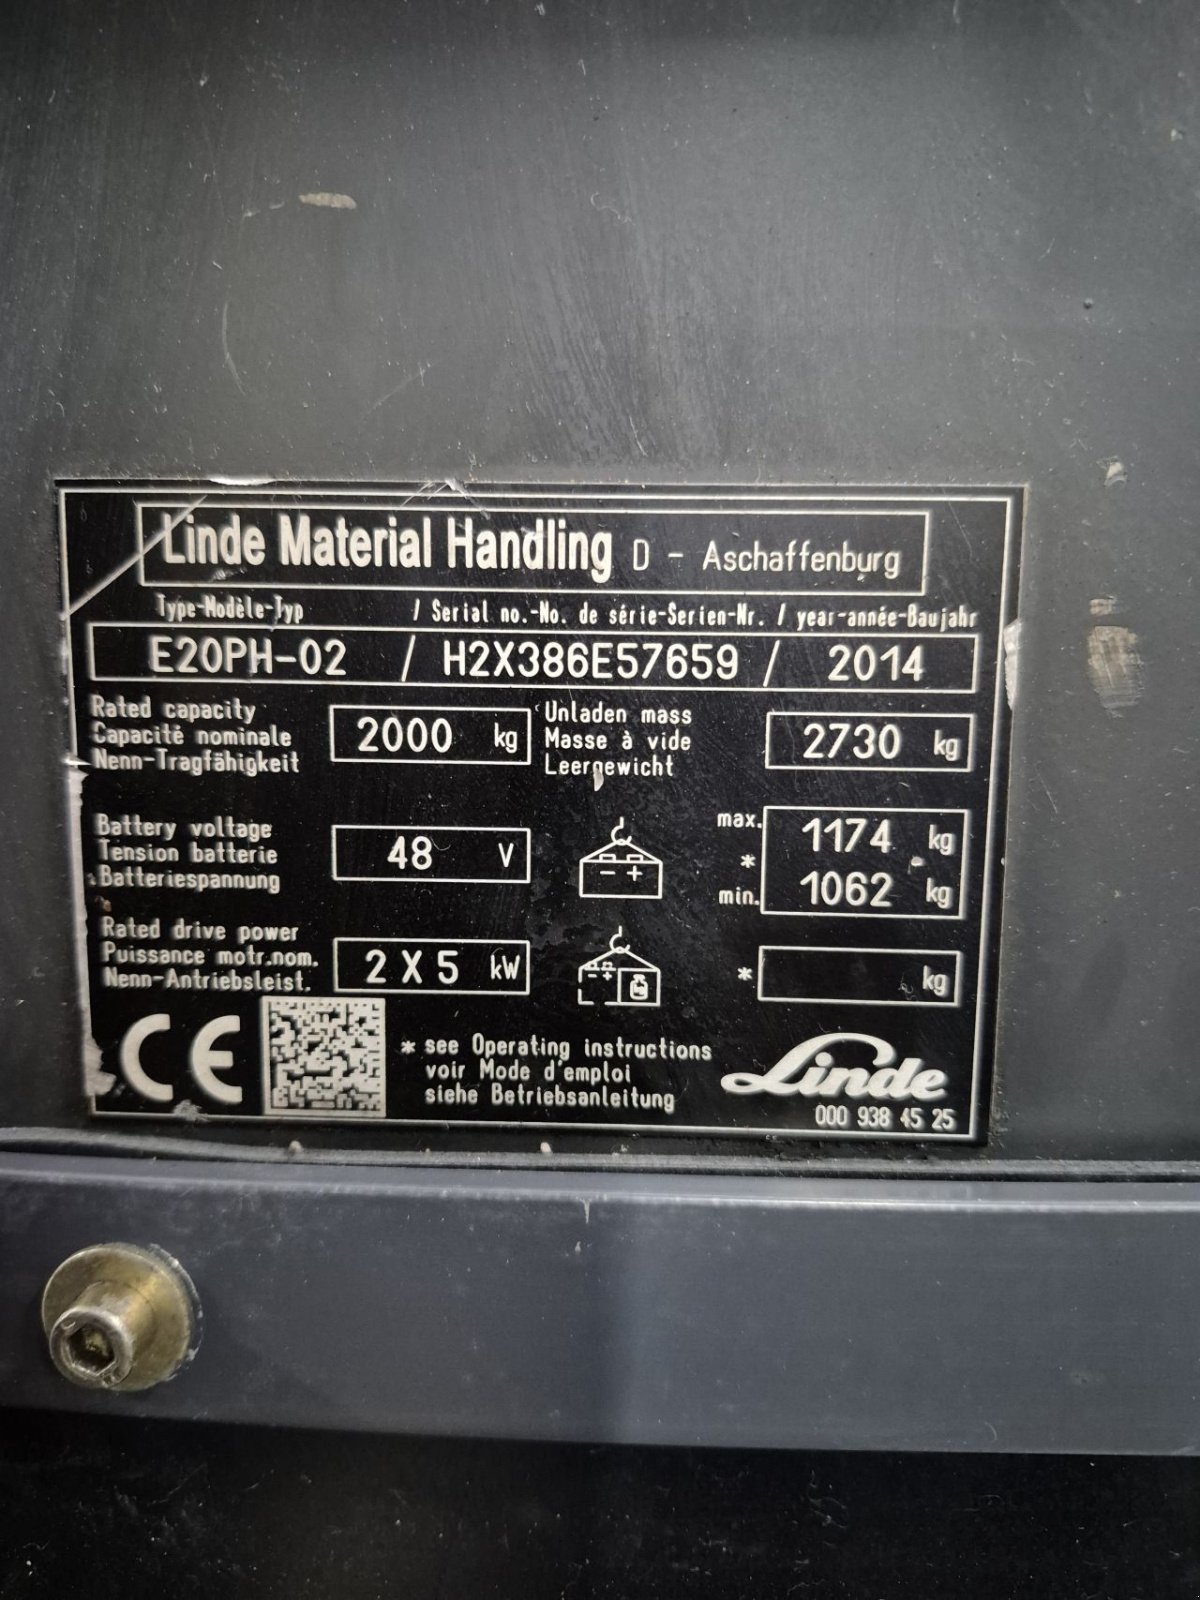 Linde Material Handling D - Aschaffenburg
Type-Modèle-Typ / Serial no.-No. de série-Serien-Nr. / year-année-Baujahr
E20PH-02 / H2X386E57659 / 2014
Rated capacity
Capacité nominale
Nenn-Tragfähigkeit
2000 kg
Unladen mass
Masse à vide
Leergewicht
2730 kg
Battery voltage
Tension batterie
Batteriespannung
48 V
- +
max. 1174 kg
*
min. 1062 kg
Rated drive power
Puissance motr.nom.
Nenn-Antriebsleist.
2 X 5 kW
- +
kg
* kg
CE
* see Operating instructions
voir Mode d'emploi
siehe Betriebsanleitung
Linde
000 938 45 25